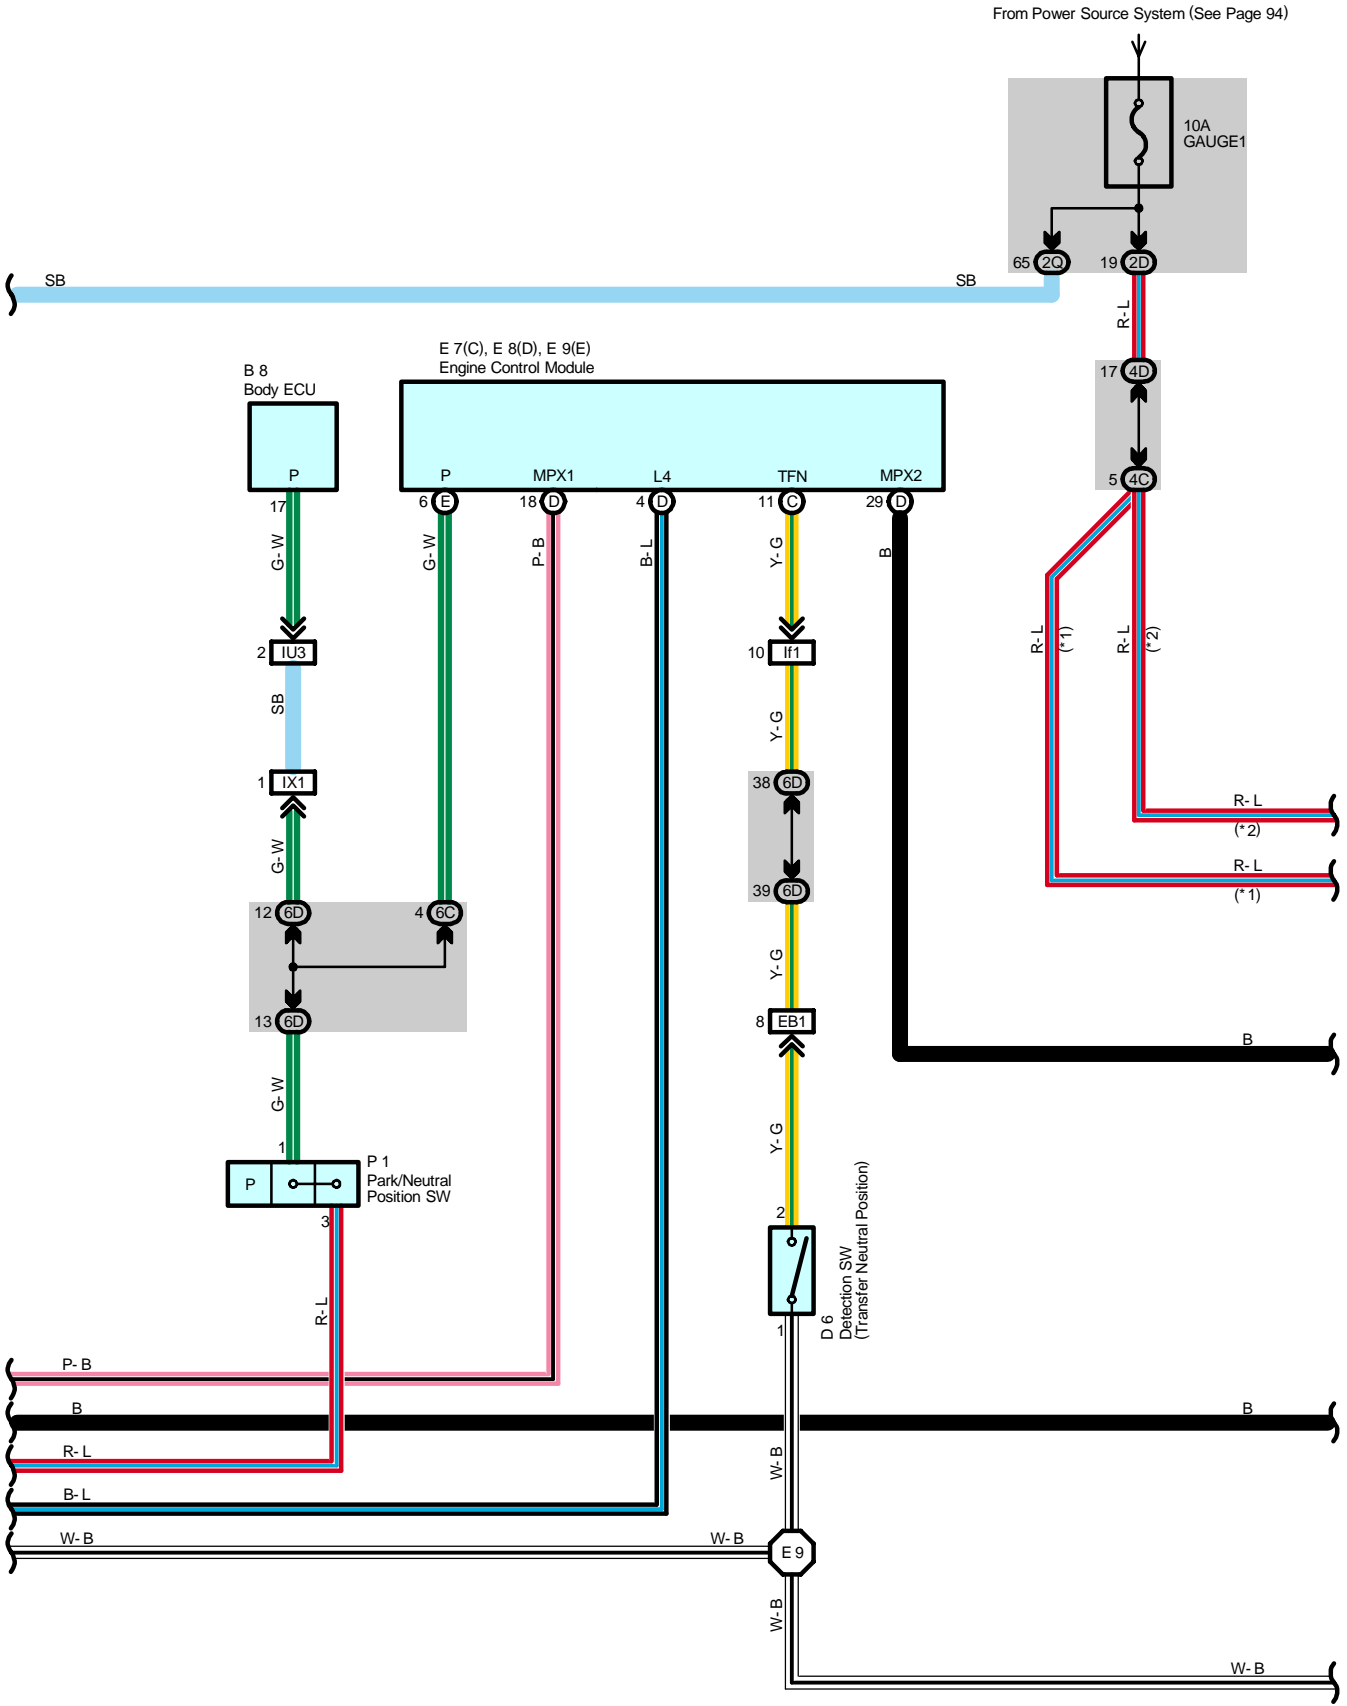 From Power Source System (See Page 94)
10A
GAUGE1
65 2Q
19 2D
SB
SB
R-L
E 7(C), E 8(D), E 9(E)
Engine Control Module
B 8
Body ECU
17 4D
P
P
MPX1
L4
TFN
MPX2
5 4C
17
6 E
18 D
4 D
11 C
29 D
G-W
G-W
P-B
B-L
Y-G
B
2 IU3
10 If1
R-L
(*1)
R-L
(*2)
SB
Y-G
1 IX1
38 6D
R-L
(*2)
G-W
R-L
(*1)
39 6D
12 6D
4 6C
Y-G
13 6D
8 EB1
B
G-W
Y-G
1
P
P 1
Park/Neutral
Position SW
3
2
D 6
Detection SW
(Transfer Neutral Position)
1
R-L
P-B
B
B
R-L
W-B
B-L
W-B
W-B
E 9
W-B
W-B